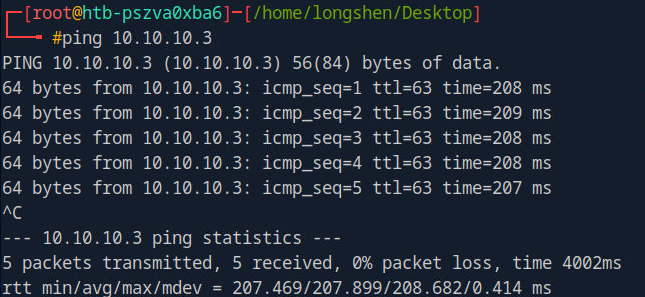 [root@htb-pszva0xba6]-[/home/longshen/Desktop]
#ping 10.10.10.3
PING 10.10.10.3 (10.10.10.3) 56(84) bytes of data.
64 bytes from 10.10.10.3: icmp_seq=1 ttl=63 time=208 ms
64 bytes from 10.10.10.3: icmp_seq=2 ttl=63 time=209 ms
64 bytes from 10.10.10.3: icmp_seq=3 ttl=63 time=208 ms
64 bytes from 10.10.10.3: icmp_seq=4 ttl=63 time=208 ms
64 bytes from 10.10.10.3: icmp_seq=5 ttl=63 time=207 ms
^C
--- 10.10.10.3 ping statistics ---
5 packets transmitted, 5 received, 0% packet loss, time 4002ms
rtt min/avg/max/mdev = 207.469/207.899/208.682/0.414 ms